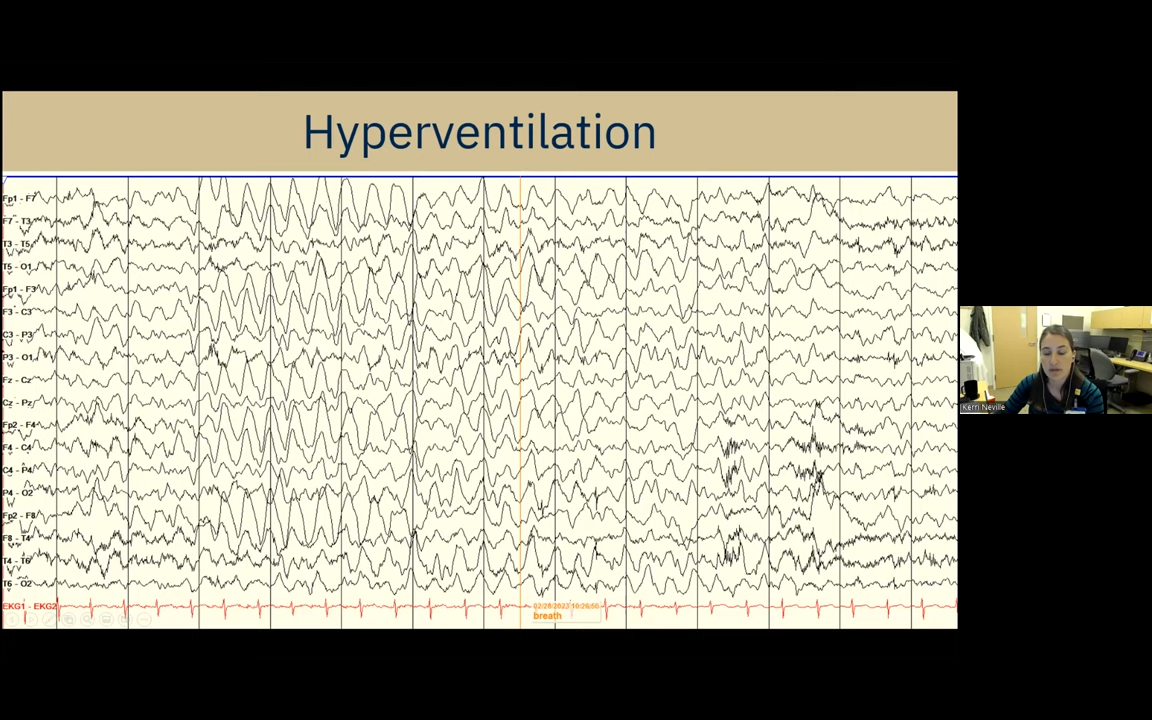 Hyperventilation
Fp1 - F7
F7 - T3
T3 - T5
T5 - O1
Fp1 - F3
F3 - C3
C3 - P3
P3 - O1
Fz - Cz
Cz - Pz
Fp2 - F4
F4 - C4
C4 - P4
P4 - O2
Fp2 - F8
F8 - T4
T4 - T6
T6 - O2
EKG1 - EKG2
breath
Kerri Neville